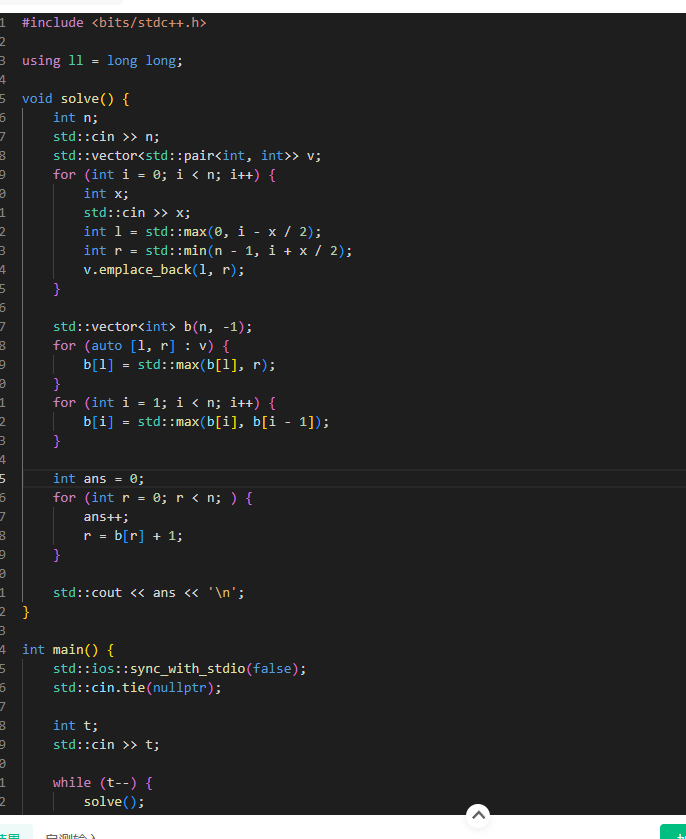 1 #include <bits/stdc++.h>
2
3 using ll = long long;
4
5 void solve() {
6     int n;
7     std::cin >> n;
8     std::vector<std::pair<int, int>> v;
9     for (int i = 0; i < n; i++) {
0         int x;
1         std::cin >> x;
2         int l = std::max(0, i - x / 2);
3         int r = std::min(n - 1, i + x / 2);
4         v.emplace_back(l, r);
5     }
6
7     std::vector<int> b(n, -1);
8     for (auto [l, r] : v) {
9         b[l] = std::max(b[l], r);
0     }
1     for (int i = 1; i < n; i++) {
2         b[i] = std::max(b[i], b[i - 1]);
3     }
4
5     int ans = 0;
6     for (int r = 0; r < n; ) {
7         ans++;
8         r = b[r] + 1;
9     }
0
1     std::cout << ans << '\n';
2 }
3
4 int main() {
5     std::ios::sync_with_stdio(false);
6     std::cin.tie(nullptr);
7
8     int t;
9     std::cin >> t;
0
1     while (t--) {
2         solve();